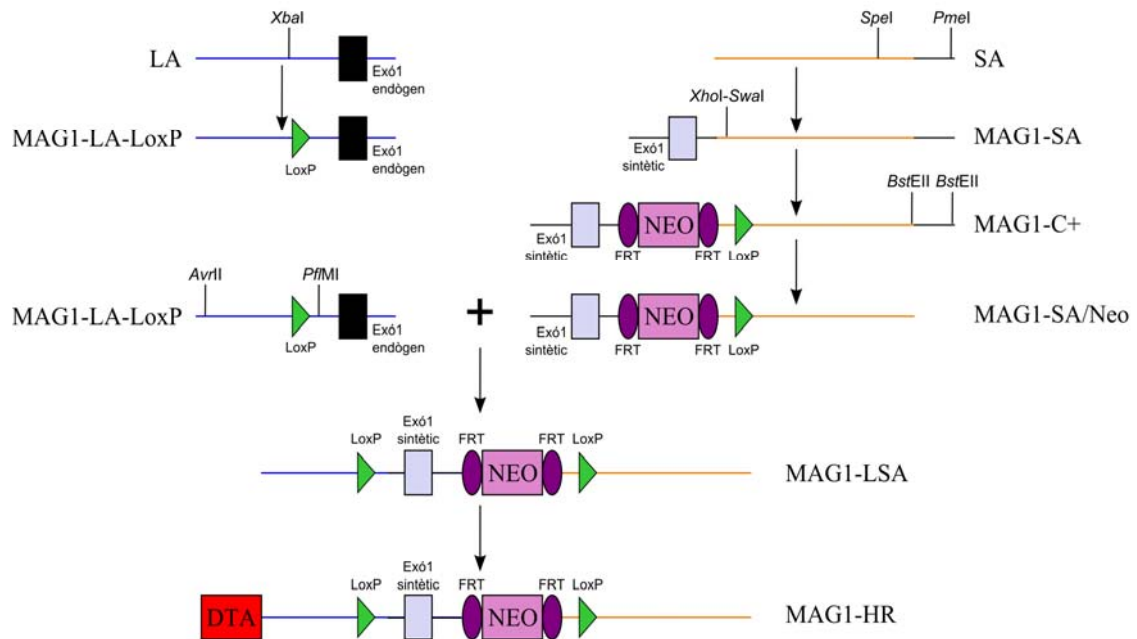 XbaI
LA
Exó1
endògen
SpeI
PmeI
SA
MAG1-LA-LoxP
LoxP
Exó1
endògen
XhoI-SwaI
Exó1
sintètic
MAG1-SA
BstEII
BstEII
Exó1
sintètic
FRT
NEO
FRT
LoxP
MAG1-C+
AvrII
PflMI
MAG1-LA-LoxP
LoxP
Exó1
endògen
+
Exó1
sintètic
FRT
NEO
FRT
LoxP
MAG1-SA/Neo
LoxP
Exó1
sintètic
FRT
NEO
FRT
LoxP
MAG1-LSA
DTA
LoxP
Exó1
sintètic
FRT
NEO
FRT
LoxP
MAG1-HR